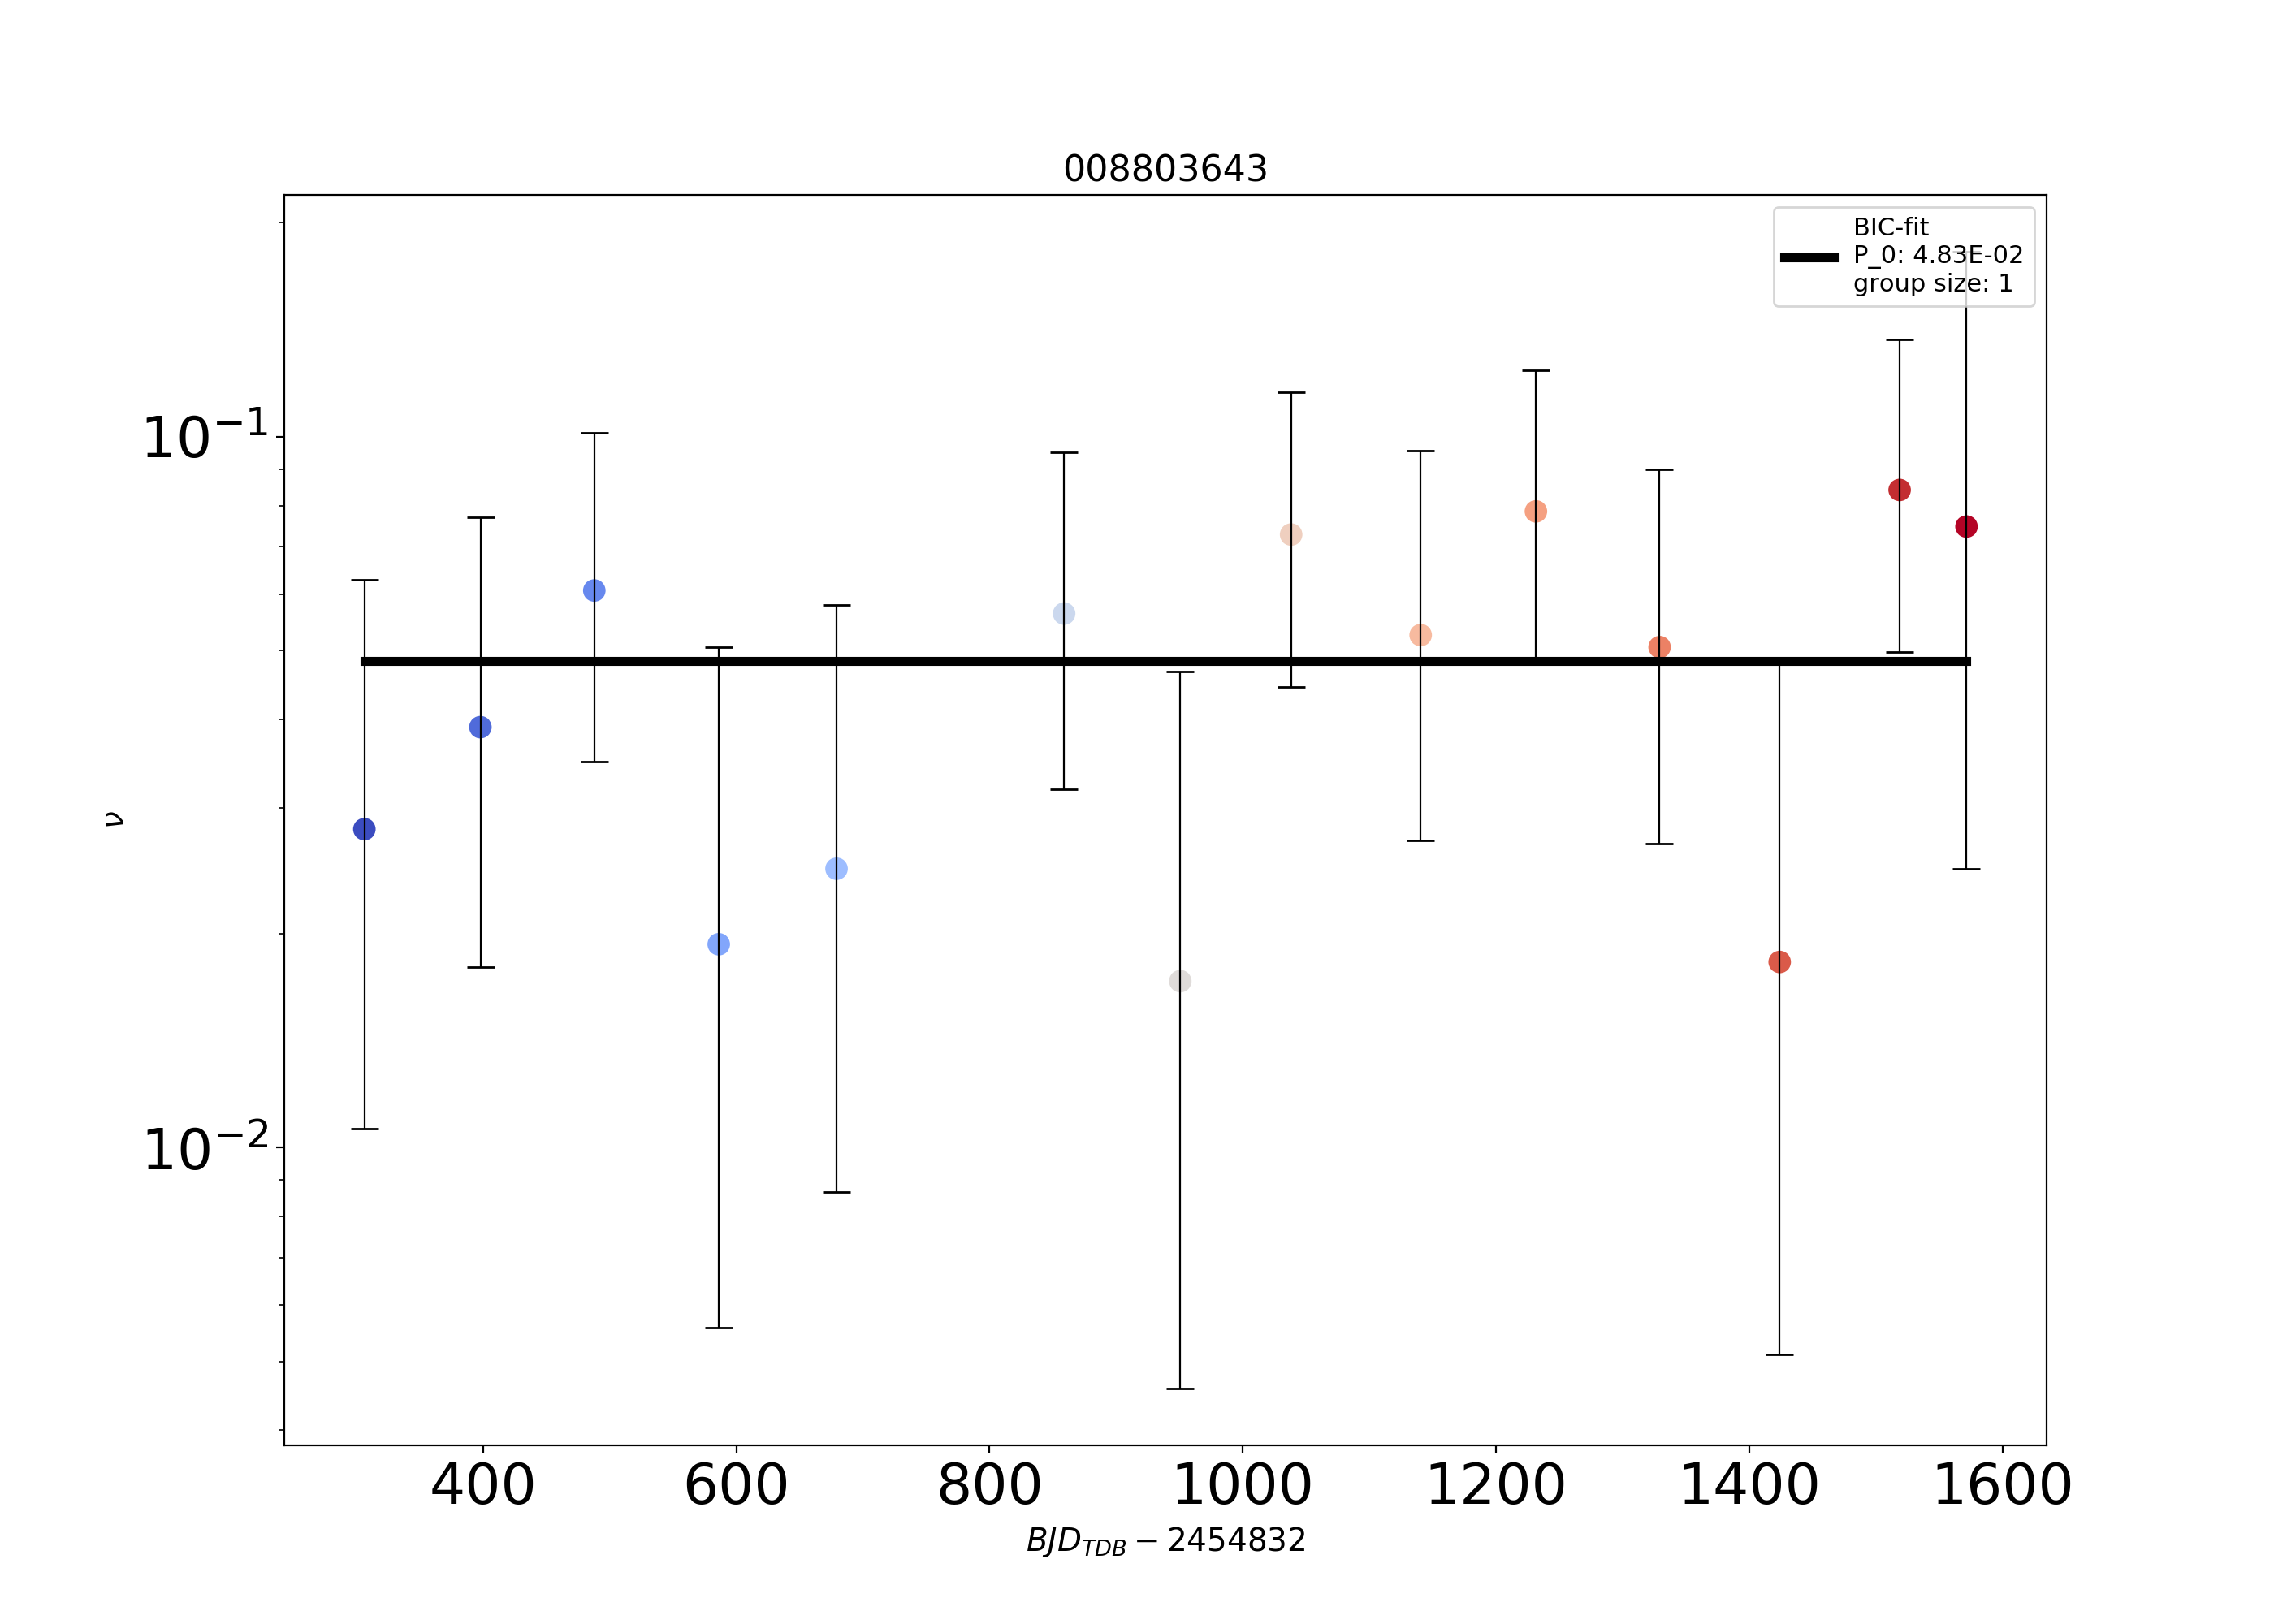 008803643
BIC-fit
P_0: 4.83E-02
group size: 1
10⁻¹
10⁻²
ν
400 600 800 1000 1200 1400 1600
BJD_TDB − 2454832